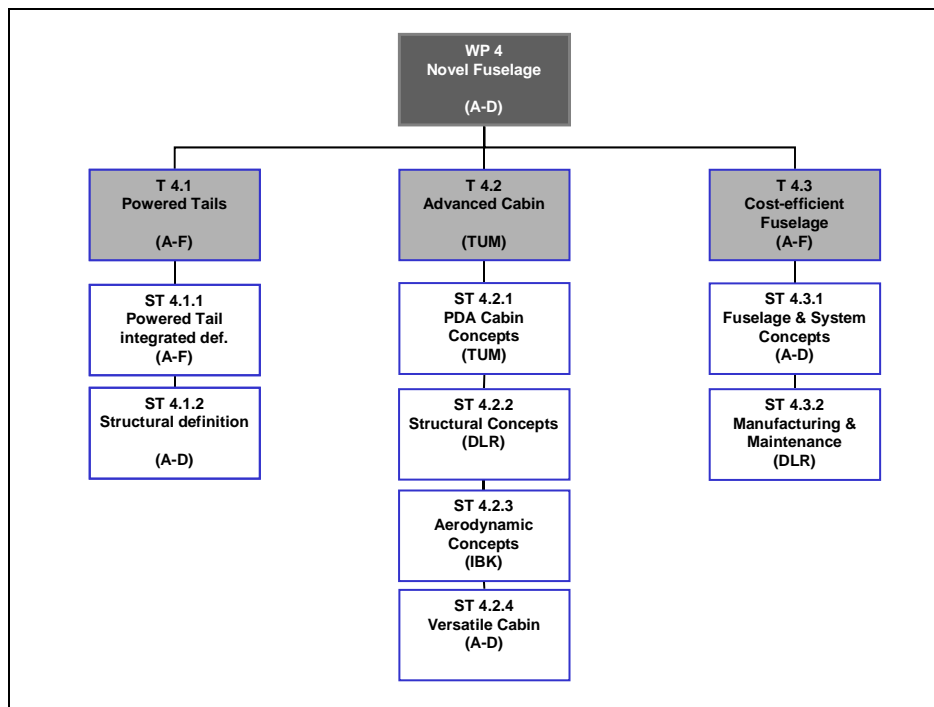 WP 4
Novel Fuselage
(A-D)
T 4.1
Powered Tails
(A-F)
T 4.2
Advanced Cabin
(TUM)
T 4.3
Cost-efficient
Fuselage
(A-F)
ST 4.1.1
Powered Tail
integrated def.
(A-F)
ST 4.1.2
Structural definition
(A-D)
ST 4.2.1
PDA Cabin
Concepts
(TUM)
ST 4.2.2
Structural Concepts
(DLR)
ST 4.2.3
Aerodynamic
Concepts
(IBK)
ST 4.2.4
Versatile Cabin
(A-D)
ST 4.3.1
Fuselage & System
Concepts
(A-D)
ST 4.3.2
Manufacturing &
Maintenance
(DLR)